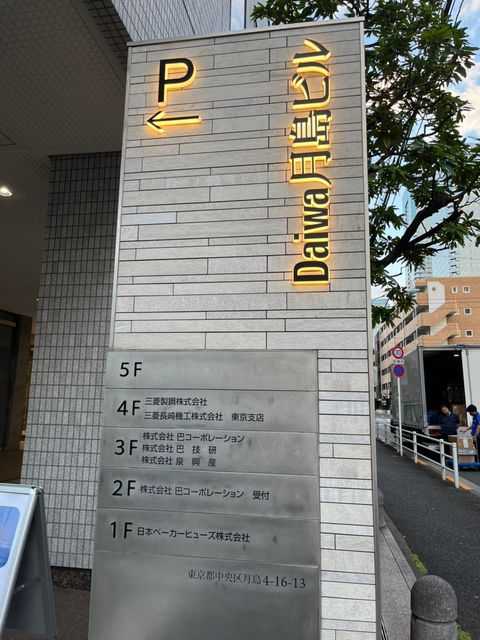 P
←
Daiwa月島ビル
5F
4F 三菱製鋼株式会社
三菱長崎機工株式会社 東京支店
3F 株式会社 巴コーポレーション
株式会社 巴技研
株式会社 泉興産
2F 株式会社 巴コーポレーション 受付
1F 日本ベーカーヒューズ株式会社
東京都中央区月島4-16-13
30